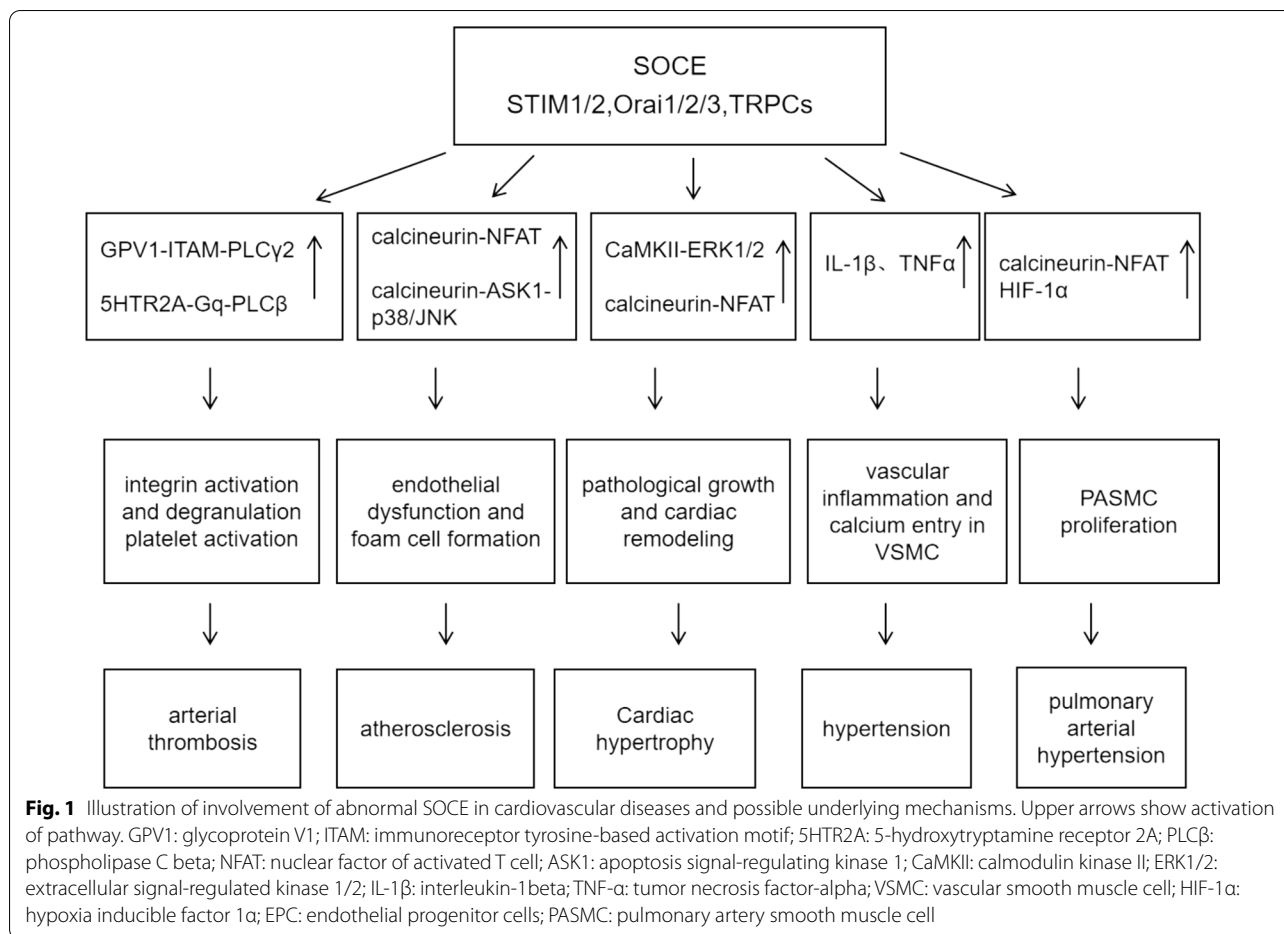 SOCE
STIM1/2,Orai1/2/3,TRPCs
GPV1-ITAM-PLCγ2
5HTR2A-Gq-PLCβ
calcineurin-NFAT
calcineurin-ASK1-
p38/JNK
CaMKII-ERK1/2
calcineurin-NFAT
IL-1β、TNFα
calcineurin-NFAT
HIF-1α
integrin activation
and degranulation
platelet activation
endothelial
dysfunction and
foam cell formation
pathological growth
and cardiac
remodeling
vascular
inflammation and
calcium entry in
VSMC
PASMC
proliferation
arterial
thrombosis
atherosclerosis
Cardiac
hypertrophy
hypertension
pulmonary
arterial
hypertension
Fig. 1 Illustration of involvement of abnormal SOCE in cardiovascular diseases and possible underlying mechanisms. Upper arrows show activation
of pathway. GPV1: glycoprotein V1; ITAM: immunoreceptor tyrosine-based activation motif; 5HTR2A: 5-hydroxytryptamine receptor 2A; PLCβ:
phospholipase C beta; NFAT: nuclear factor of activated T cell; ASK1: apoptosis signal-regulating kinase 1; CaMKII: calmodulin kinase II; ERK1/2:
extracellular signal-regulated kinase 1/2; IL-1β: interleukin-1beta; TNF-α: tumor necrosis factor-alpha; VSMC: vascular smooth muscle cell; HIF-1α:
hypoxia inducible factor 1α; EPC: endothelial progenitor cells; PASMC: pulmonary artery smooth muscle cell